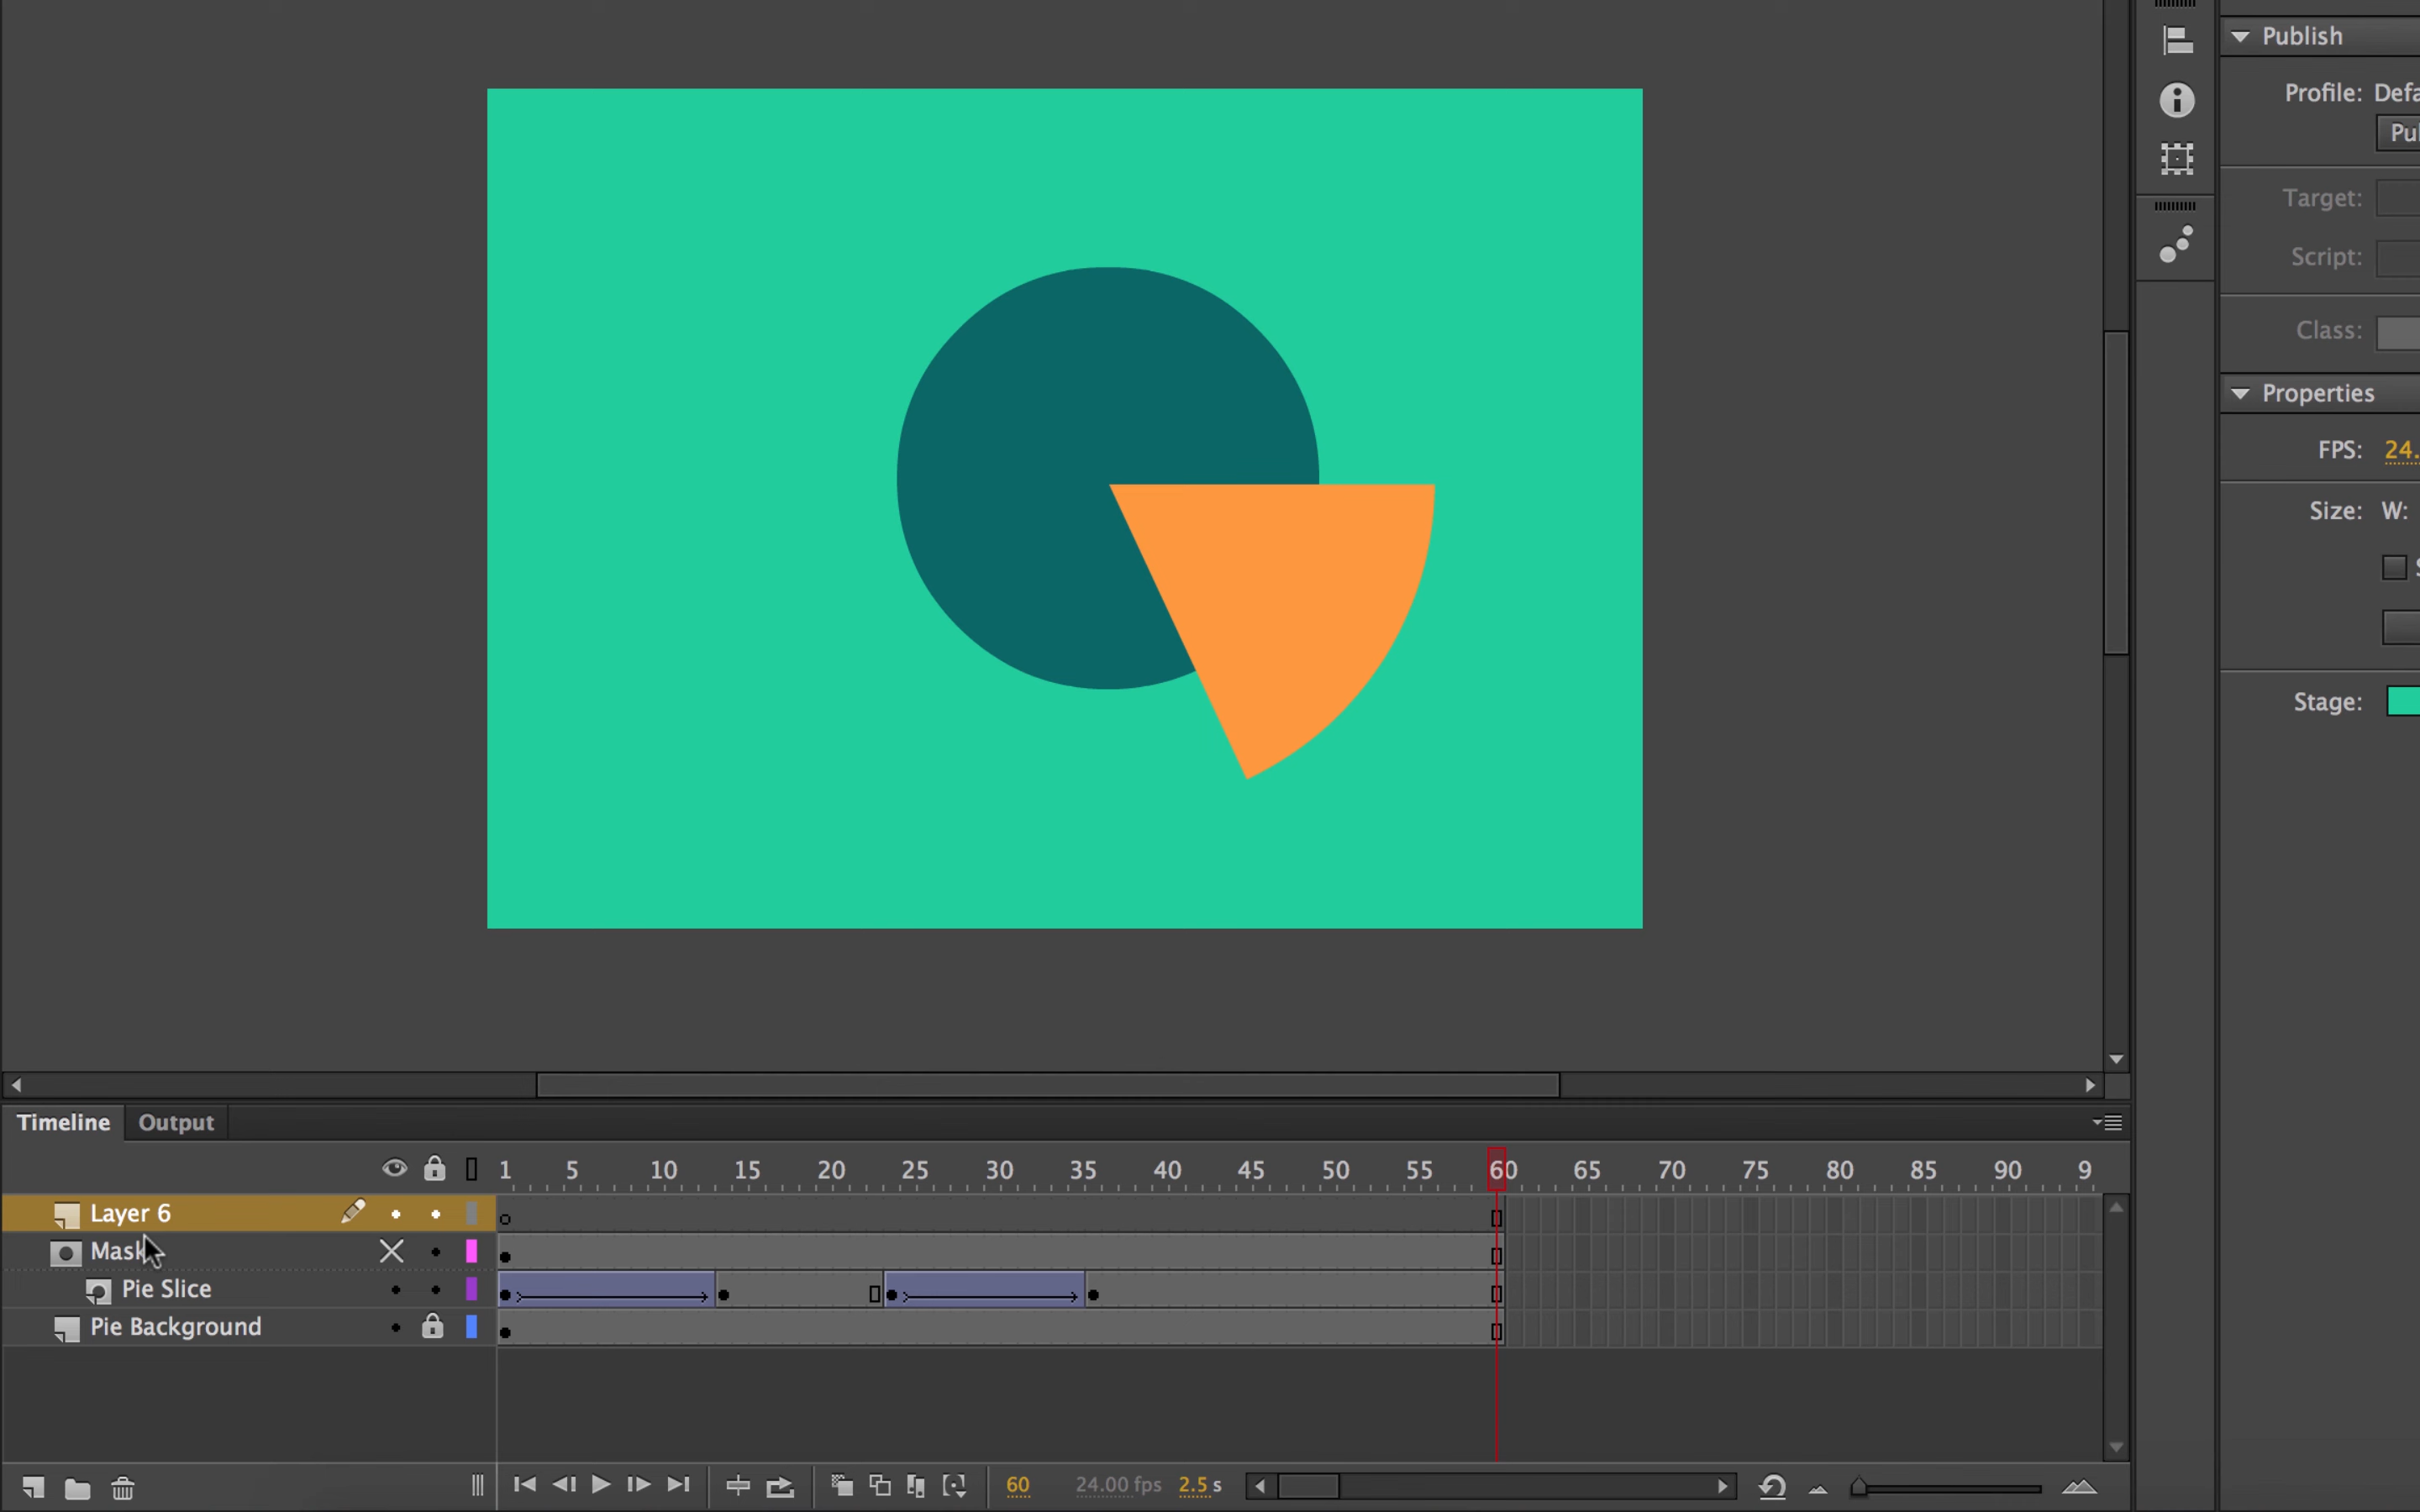 Publish
Profile: Defa
Pul
Target:
Script:
Class:
Properties
FPS: 24.
Size: W:
Stage:
Timeline Output
1 5 10 15 20 25 30 35 40 45 50 55 60 65 70 75 80 85 90 9
Layer 6
Mask
Pie Slice
Pie Background
60 24.00 fps 2.5 s